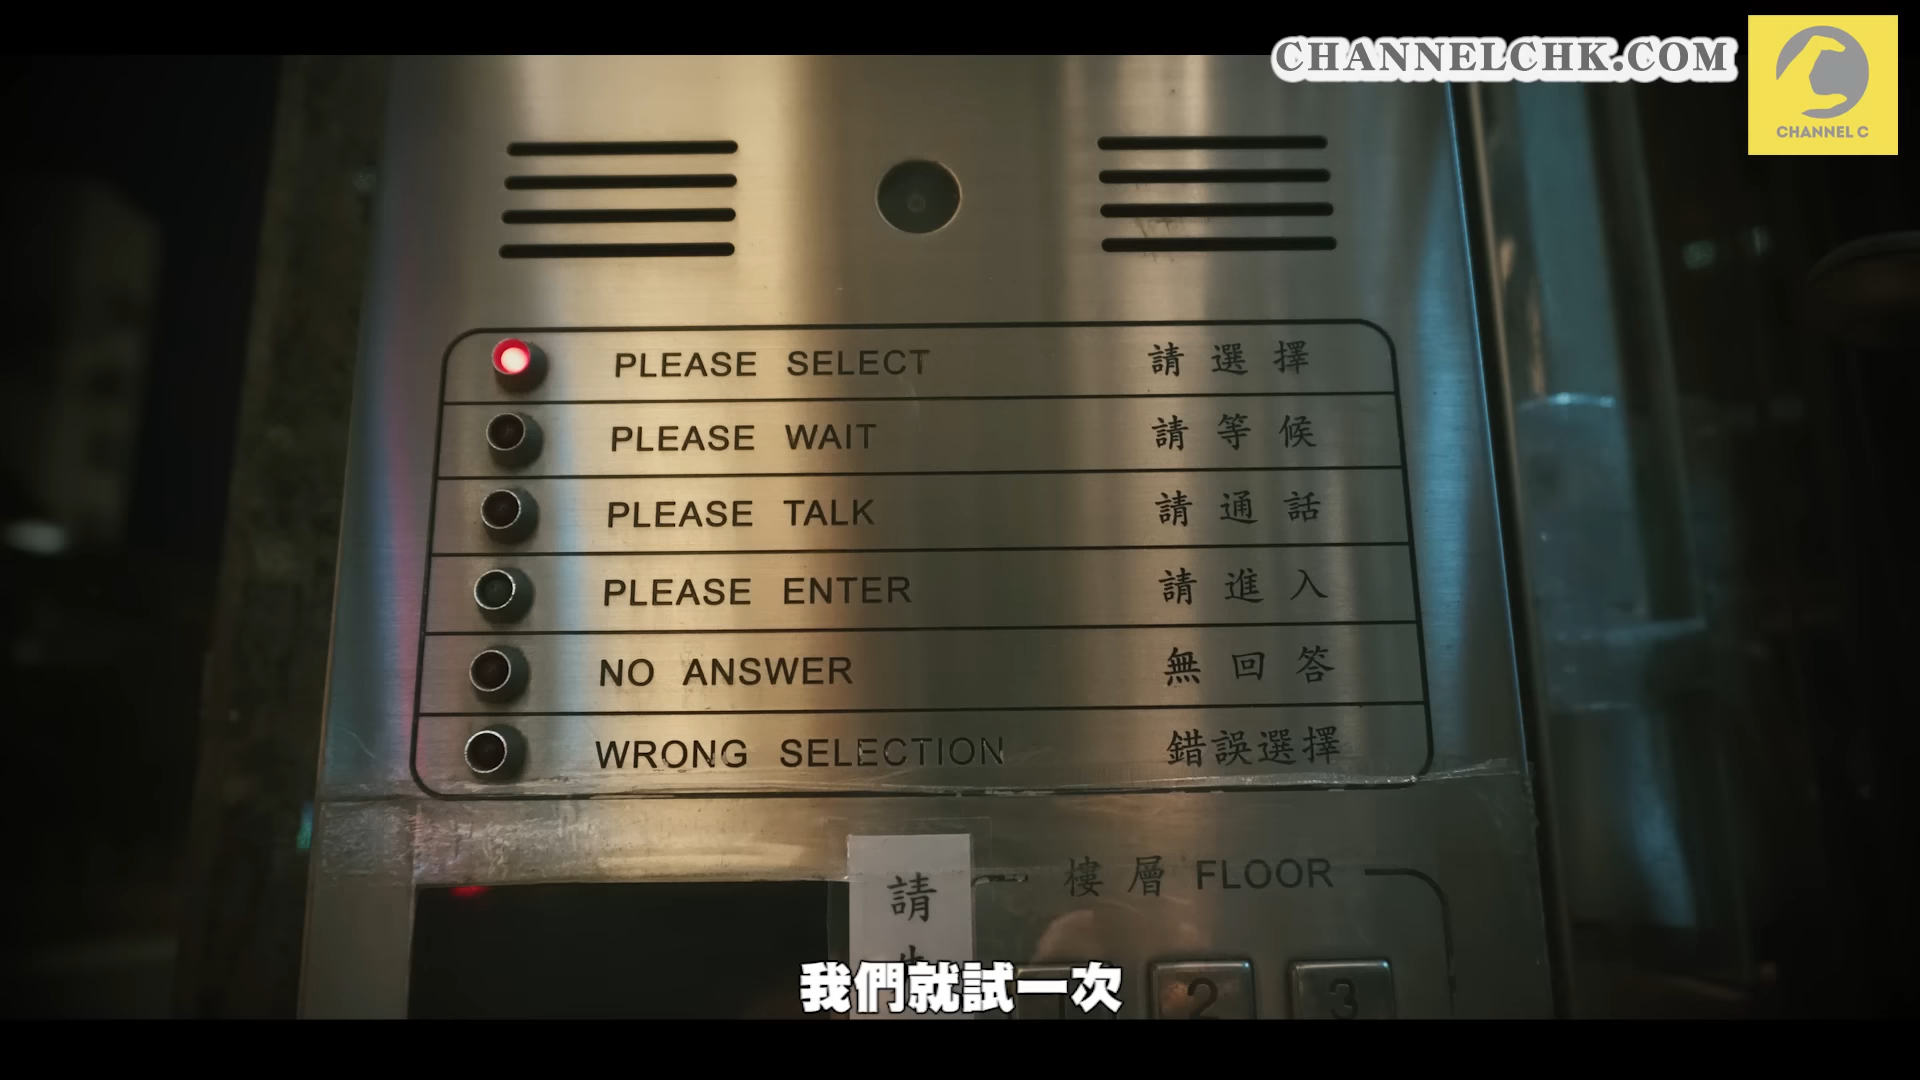 CHANNELCHK.COM
CHANNEL C
PLEASE SELECT 請選擇
PLEASE WAIT 請等候
PLEASE TALK 請通話
PLEASE ENTER 請進入
NO ANSWER 無回答
WRONG SELECTION 錯誤選擇
樓層 FLOOR
請
2 3
我們就試一次